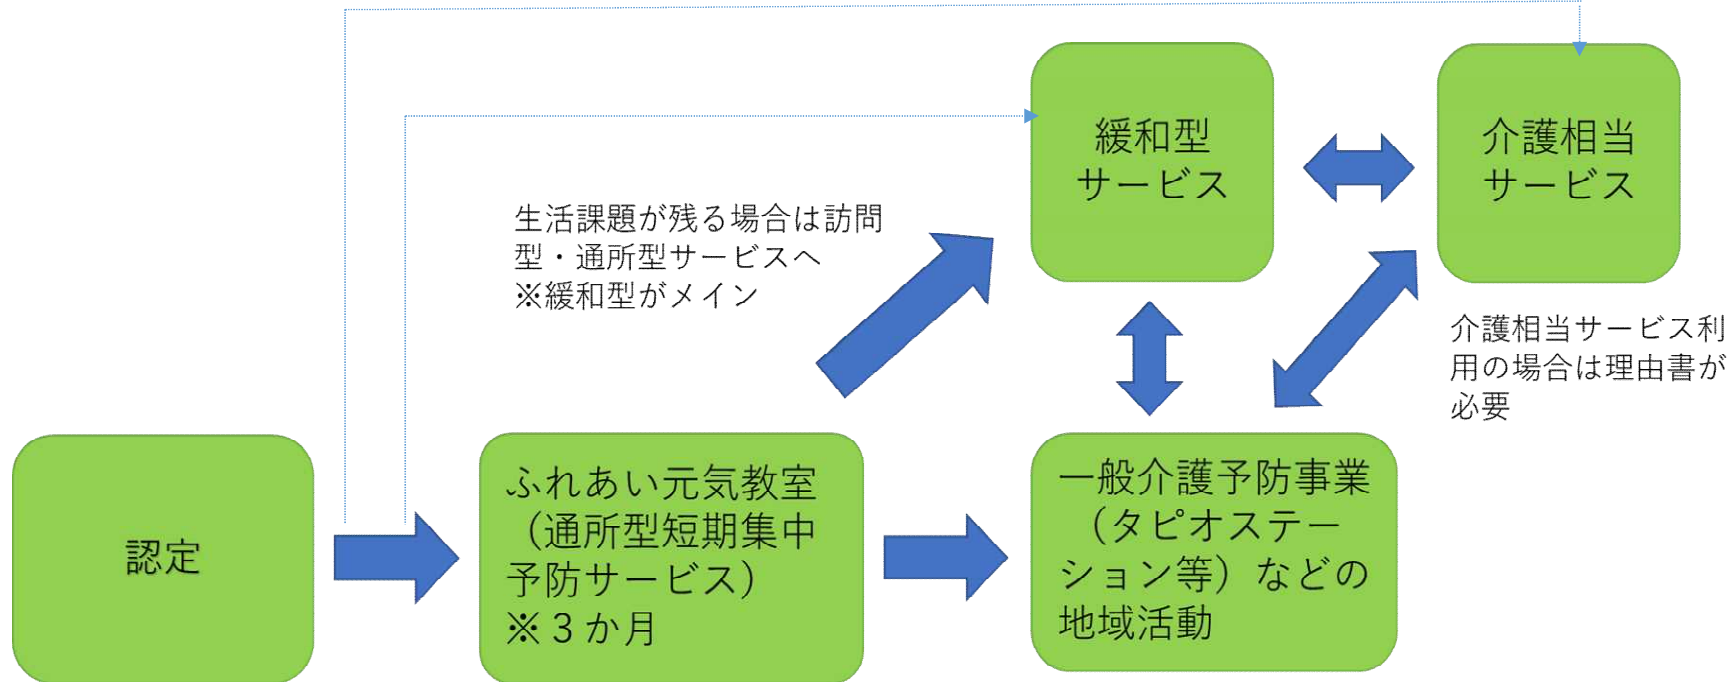 緩和型
サービス
介護相当
サービス
生活課題が残る場合は訪問
型・通所型サービスへ
※緩和型がメイン
介護相当サービス利
用の場合は理由書が
必要
認定
ふれあい元気教室
（通所型短期集中
予防サービス）
※３か月
一般介護予防事業
（タピオステー
ション等）などの
地域活動